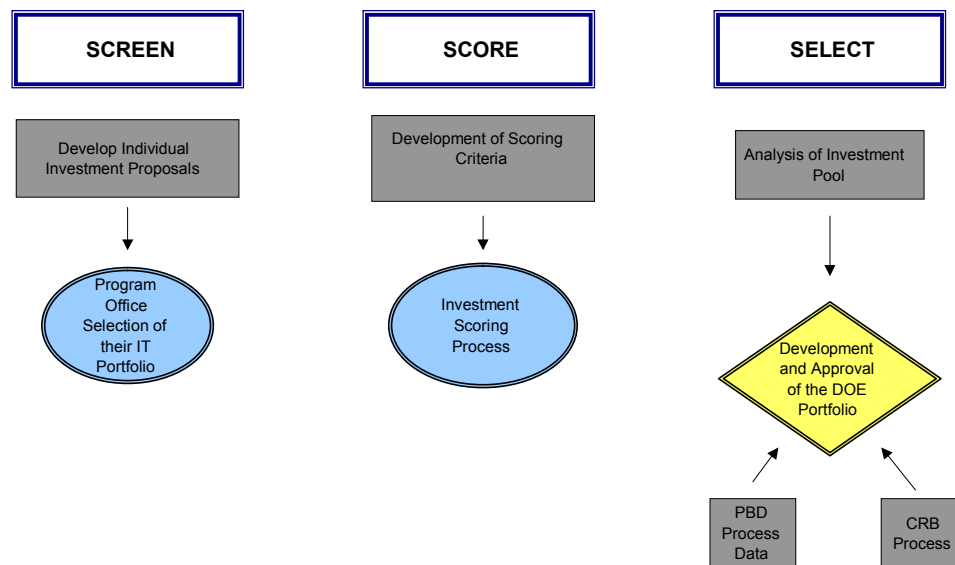 SCREEN
SCORE
SELECT
Develop Individual
Investment Proposals
Development of Scoring
Criteria
Analysis of Investment
Pool
Program
Office
Selection of
their IT
Portfolio
Investment
Scoring
Process
Development
and Approval
of the DOE
Portfolio
PBD
Process
Data
CRB
Process